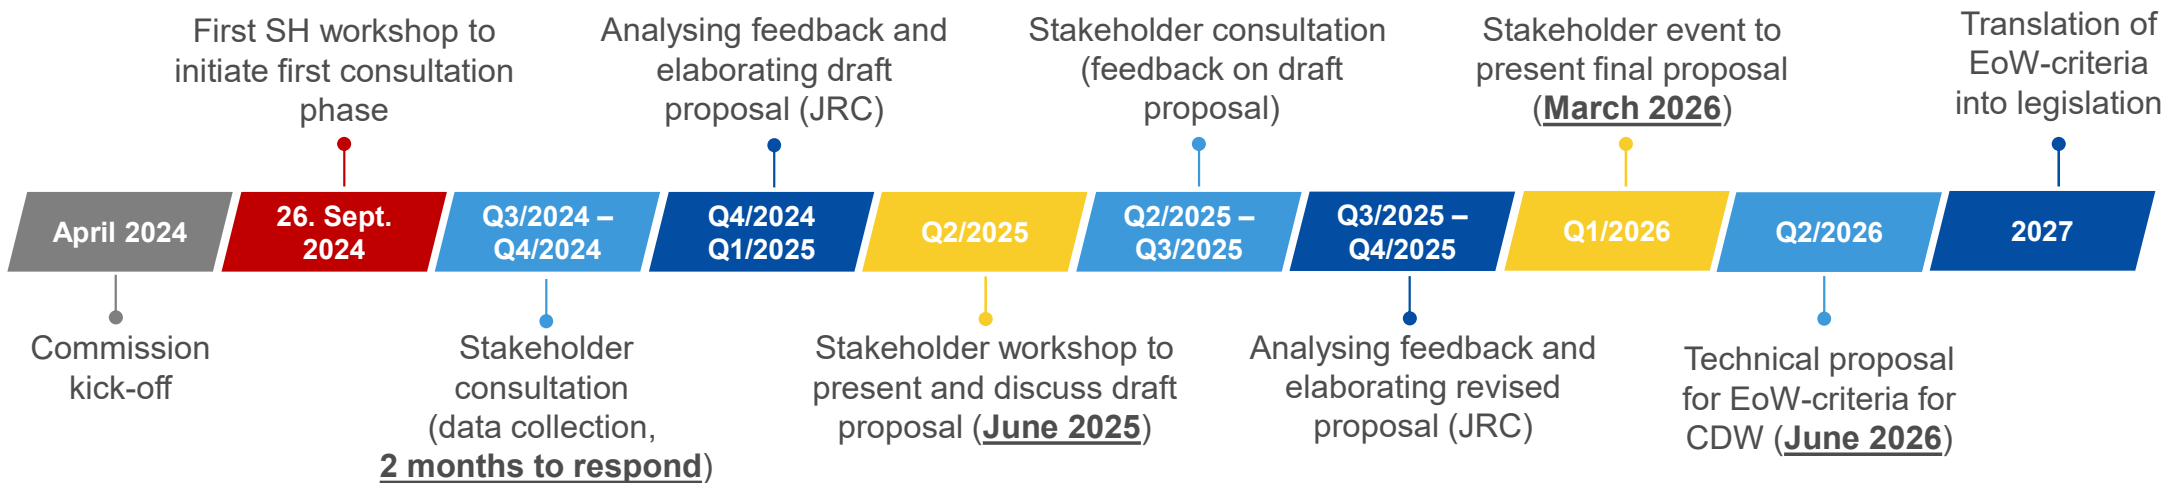 First SH workshop to
initiate first consultation
phase
Analysing feedback and
elaborating draft
proposal (JRC)
Stakeholder consultation
(feedback on draft
proposal)
Stakeholder event to
present final proposal
(March 2026)
Translation of
EoW-criteria
into legislation
April 2024
26. Sept.
2024
Q3/2024 –
Q4/2024
Q4/2024
Q1/2025
Q2/2025
Q2/2025 –
Q3/2025
Q3/2025 –
Q4/2025
Q1/2026
Q2/2026
2027
Commission
kick-off
Stakeholder
consultation
(data collection,
2 months to respond)
Stakeholder workshop to
present and discuss draft
proposal (June 2025)
Analysing feedback and
elaborating revised
proposal (JRC)
Technical proposal
for EoW-criteria for
CDW (June 2026)